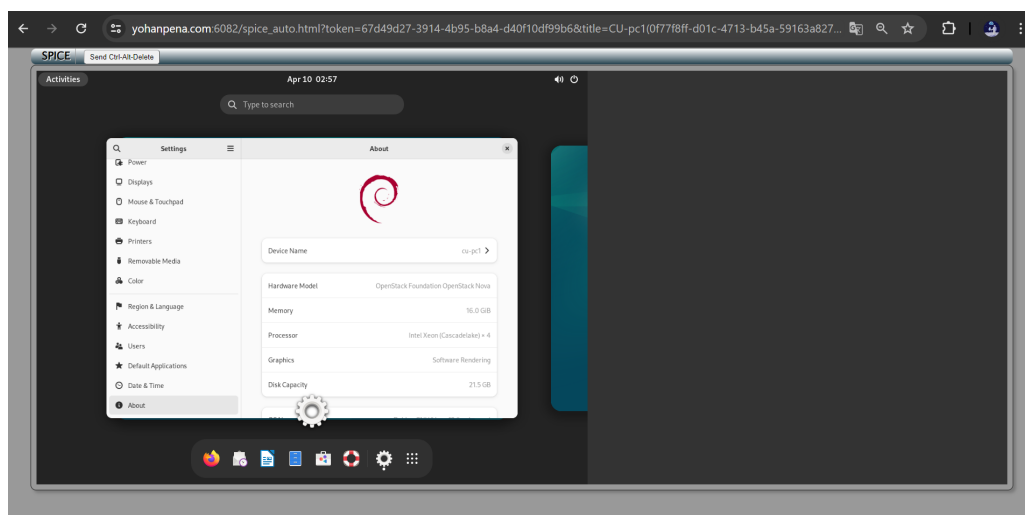 yohanpena.com:6082/spice_auto.html?token=67d49d27-3914-4b95-b8a4-d40f10df99b6&title=CU-pc1(0f77f8ff-d01c-4713-b45a-59163a827...
SPICE Send Ctrl-Alt-Delete
Activities Apr 10 02:57
Type to search
Settings About
Power
Displays
Mouse & Touchpad
Keyboard
Printers
Removable Media
Color
Region & Language
Accessibility
Users
Default Applications
Date & Time
About
Device Name cu-pc1
Hardware Model OpenStack Foundation OpenStack Nova
Memory 16.0 GiB
Processor Intel Xeon (Cascadelake) × 4
Graphics Software Rendering
Disk Capacity 21.5 GB